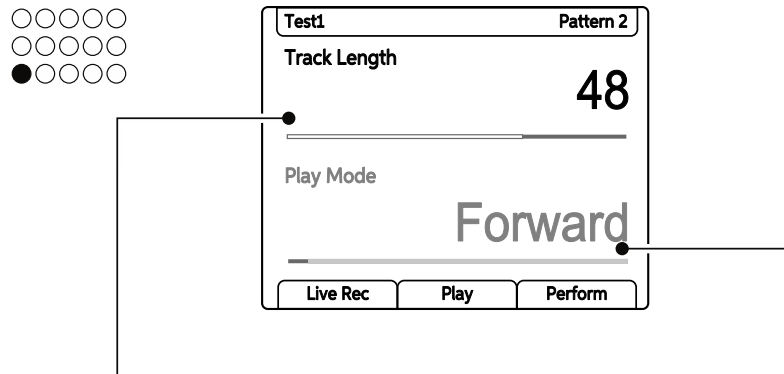 Test1 Pattern 2
Track Length
48
Play Mode
Forward
Live Rec Play Perform